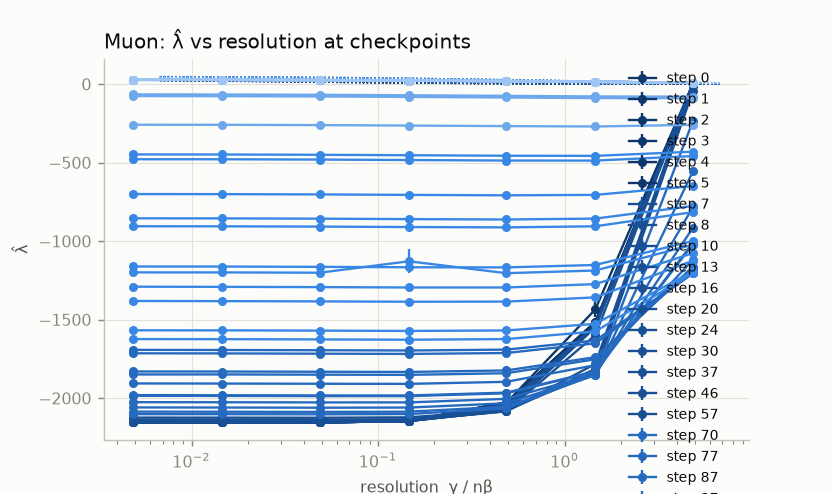 Muon: λ̂ vs resolution at checkpoints
0
−500
−1000
−1500
−2000
λ̂
10⁻²
10⁻¹
10⁰
resolution γ / nβ
step 0
step 1
step 2
step 3
step 4
step 5
step 7
step 8
step 10
step 13
step 16
step 20
step 24
step 30
step 37
step 46
step 57
step 70
step 77
step 87